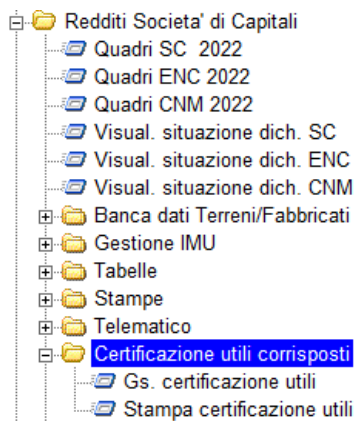 Redditi Societa' di Capitali
Quadri SC  2022
Quadri ENC 2022
Quadri CNM 2022
Visual. situazione dich. SC
Visual. situazione dich. ENC
Visual. situazione dich. CNM
Banca dati Terreni/Fabbricati
Gestione IMU
Tabelle
Stampe
Telematico
Certificazione utili corrisposti
Gs. certificazione utili
Stampa certificazione utili